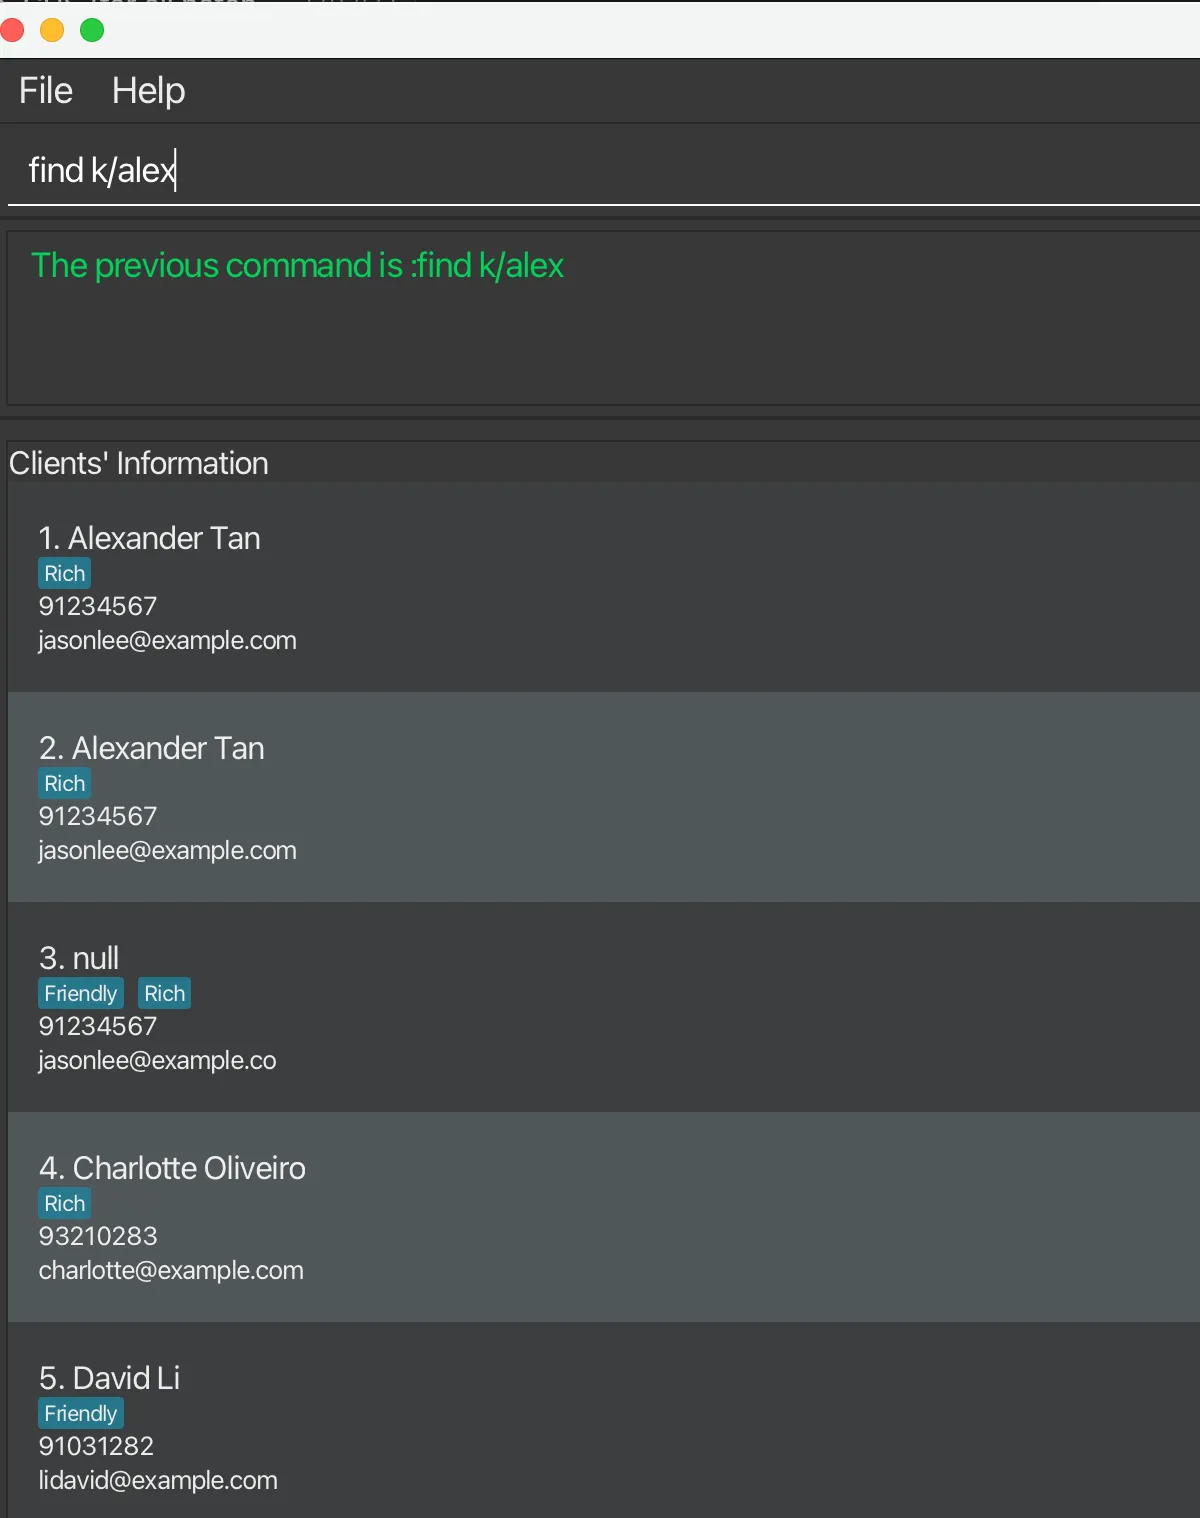 File Help
find k/alex
The previous command is :find k/alex
Clients' Information
1. Alexander Tan
Rich
91234567
jasonlee@example.com
2. Alexander Tan
Rich
91234567
jasonlee@example.com
3. null
Friendly Rich
91234567
jasonlee@example.co
4. Charlotte Oliveiro
Rich
93210283
charlotte@example.com
5. David Li
Friendly
91031282
lidavid@example.com